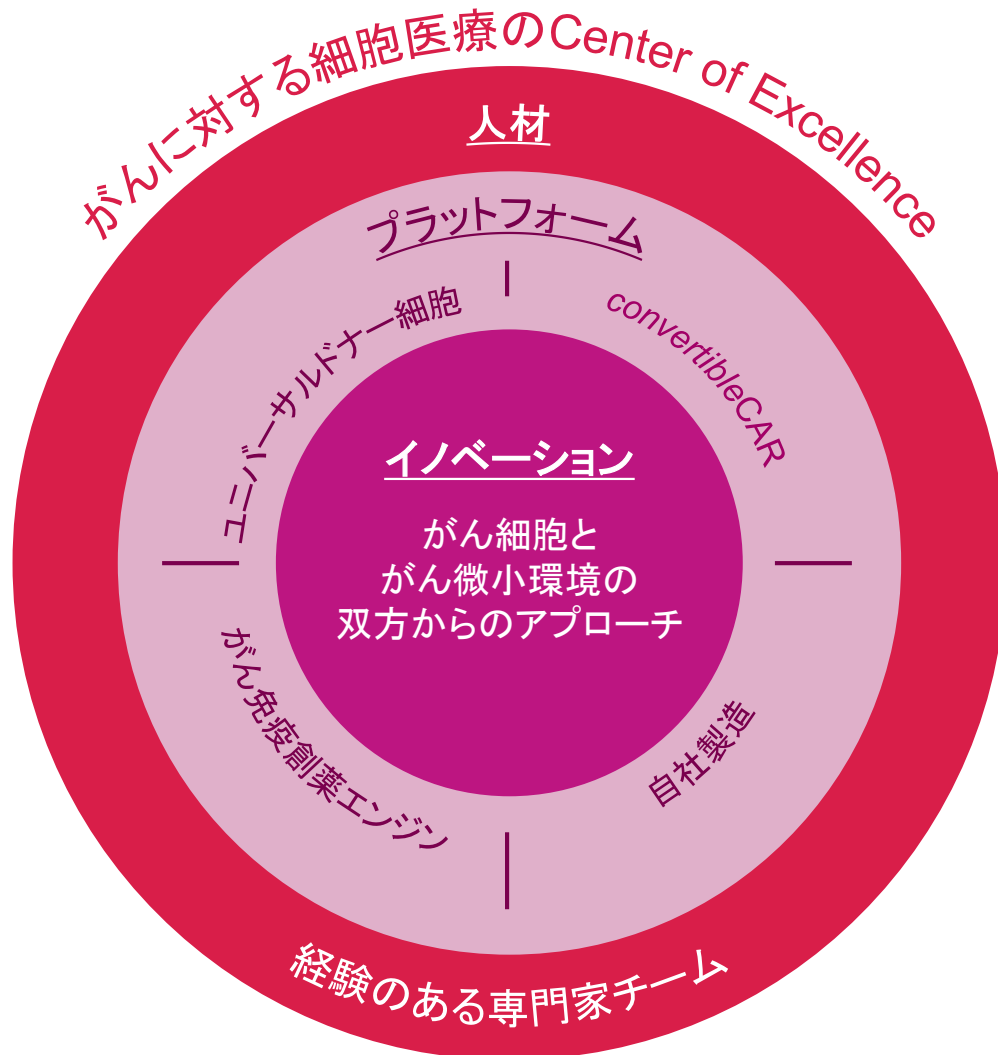 がんに対する細胞医療のCenter of Excellence
人材
プラットフォーム
ユニバーサルドナー細胞
convertibleCAR
イノベーション
がん細胞と
がん微小環境の
双方からのアプローチ
がん免疫創薬エンジン
自社製造
経験のある専門家チーム